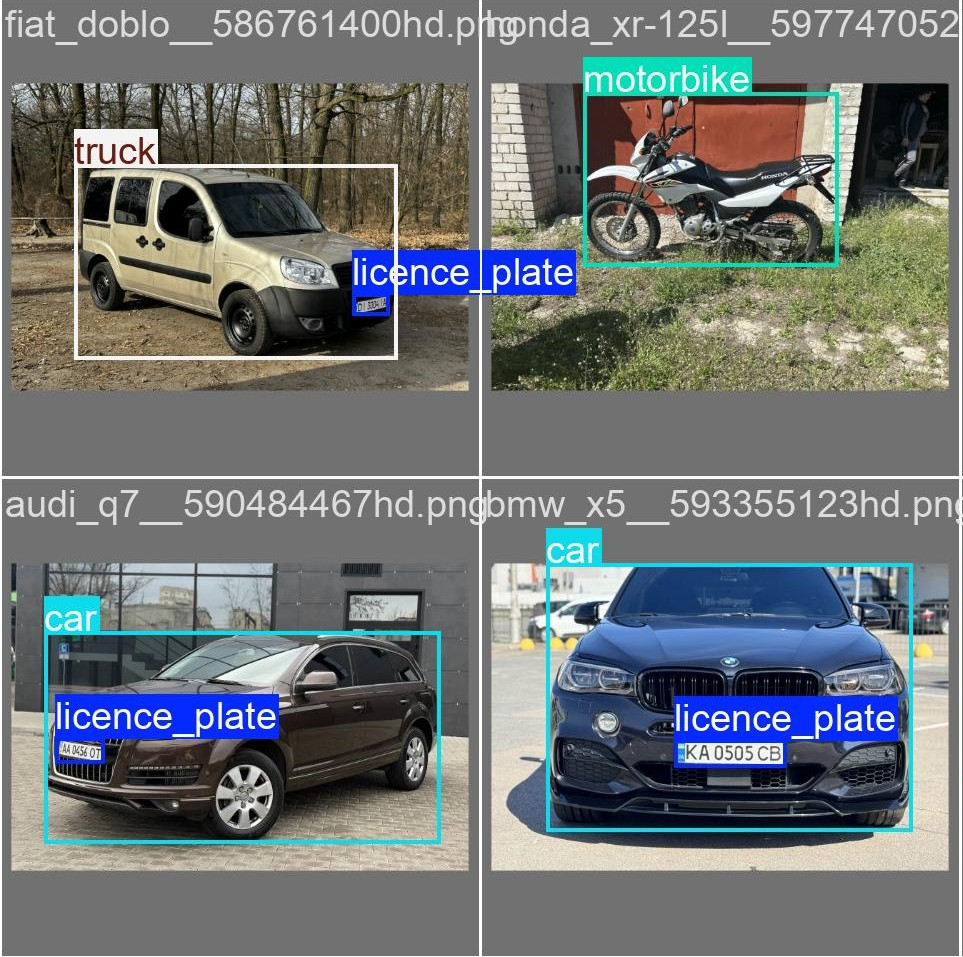 fiat_doblo__586761400hd.png
honda_xr-125l__597747052
motorbike
truck
HONDA
licence_plate
audi_q7__590484467hd.png
bmw_x5__593355123hd.png
car
car
licence_plate
licence_plate
AA 0456 OT
KA 0505 CB